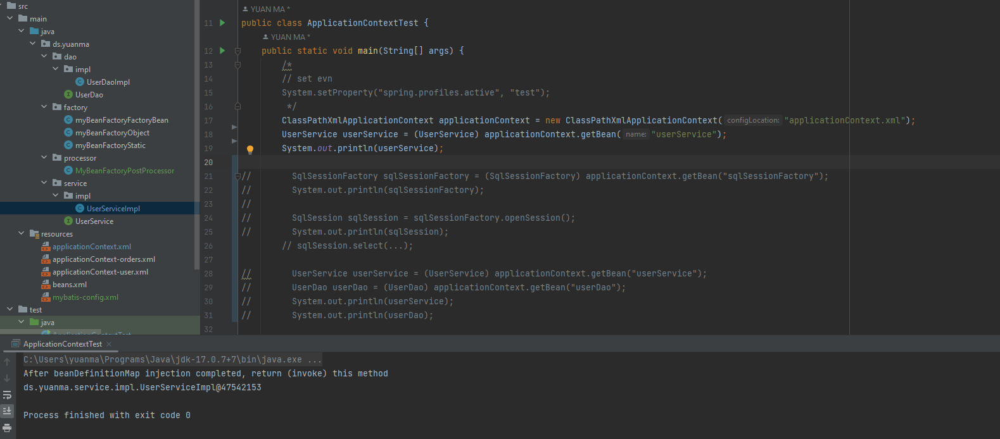 src
main
java
ds.yuanma
dao
impl
UserDaoImpl
UserDao
factory
myBeanFactoryFactoryBean
myBeanFactoryObject
myBeanFactoryStatic
processor
MyBeanFactoryPostProcessor
service
impl
UserServiceImpl
UserService
resources
applicationContext.xml
applicationContext-orders.xml
applicationContext-user.xml
beans.xml
mybatis-config.xml
test
java
ApplicationContextTest
YUAN MA *
11 public class ApplicationContextTest {
YUAN MA *
12 public static void main(String[] args) {
13 /*
14 // set evn
15 System.setProperty("spring.profiles.active", "test");
16 */
17 ClassPathXmlApplicationContext applicationContext = new ClassPathXmlApplicationContext( configLocation: "applicationContext.xml");
18 UserService userService = (UserService) applicationContext.getBean( name: "userService");
19 System.out.println(userService);
20
21 // SqlSessionFactory sqlSessionFactory = (SqlSessionFactory) applicationContext.getBean("sqlSessionFactory");
22 // System.out.println(sqlSessionFactory);
23 //
24 // SqlSession sqlSession = sqlSessionFactory.openSession();
25 // System.out.println(sqlSession);
26 // sqlSession.select(...);
27
28 // UserService userService = (UserService) applicationContext.getBean("userService");
29 // UserDao userDao = (UserDao) applicationContext.getBean("userDao");
30 // System.out.println(userService);
31 // System.out.println(userDao);
32
ApplicationContextTest
C:\Users\yuanma\Programs\Java\jdk-17.0.7+7\bin\java.exe ...
After beanDefinitionMap injection completed, return (invoke) this method
ds.yuanma.service.impl.UserServiceImpl@47542153
Process finished with exit code 0